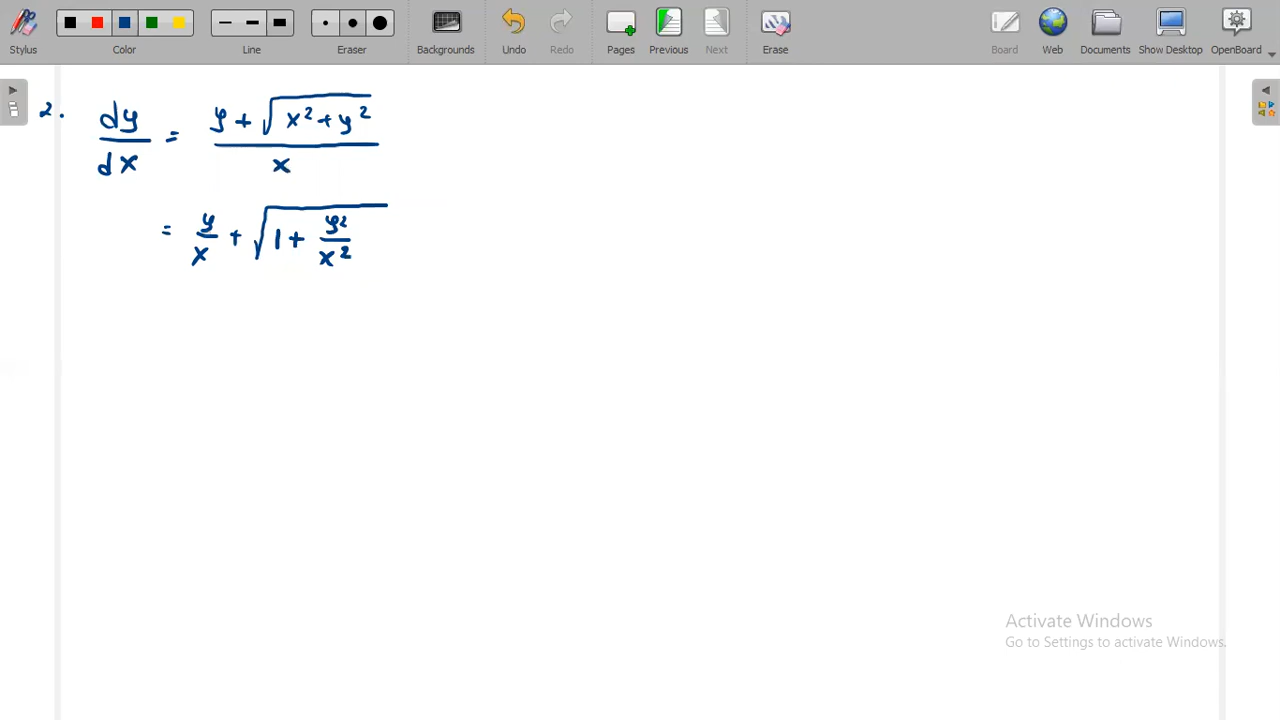 Stylus Color Line Eraser Backgrounds Undo Redo Pages Previous Next Erase Board Web Documents Show Desktop OpenBoard
2. dy/dx = (y + √(x² + y²))/x
= y/x + √(1 + y²/x²)
Activate Windows
Go to Settings to activate Windows.